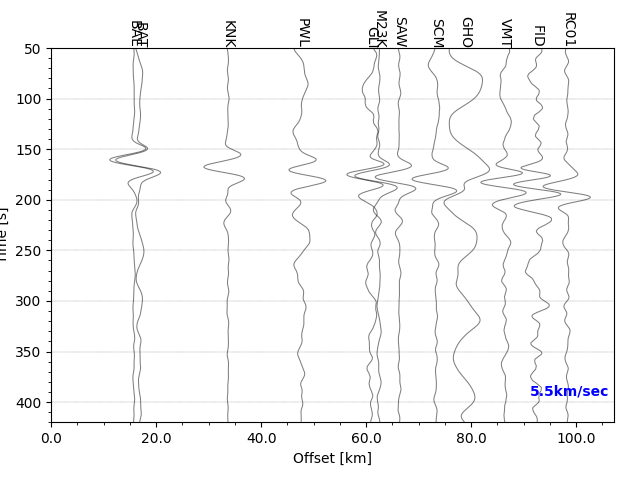 BAE
BAT
KNK
PWL
GLI
M23K
SAW
SCM
GHO
VMT
FID
RC01
50
100
150
200
250
300
350
400
Time [s]
5.5km/sec
0.0 20.0 40.0 60.0 80.0 100.0
Offset [km]